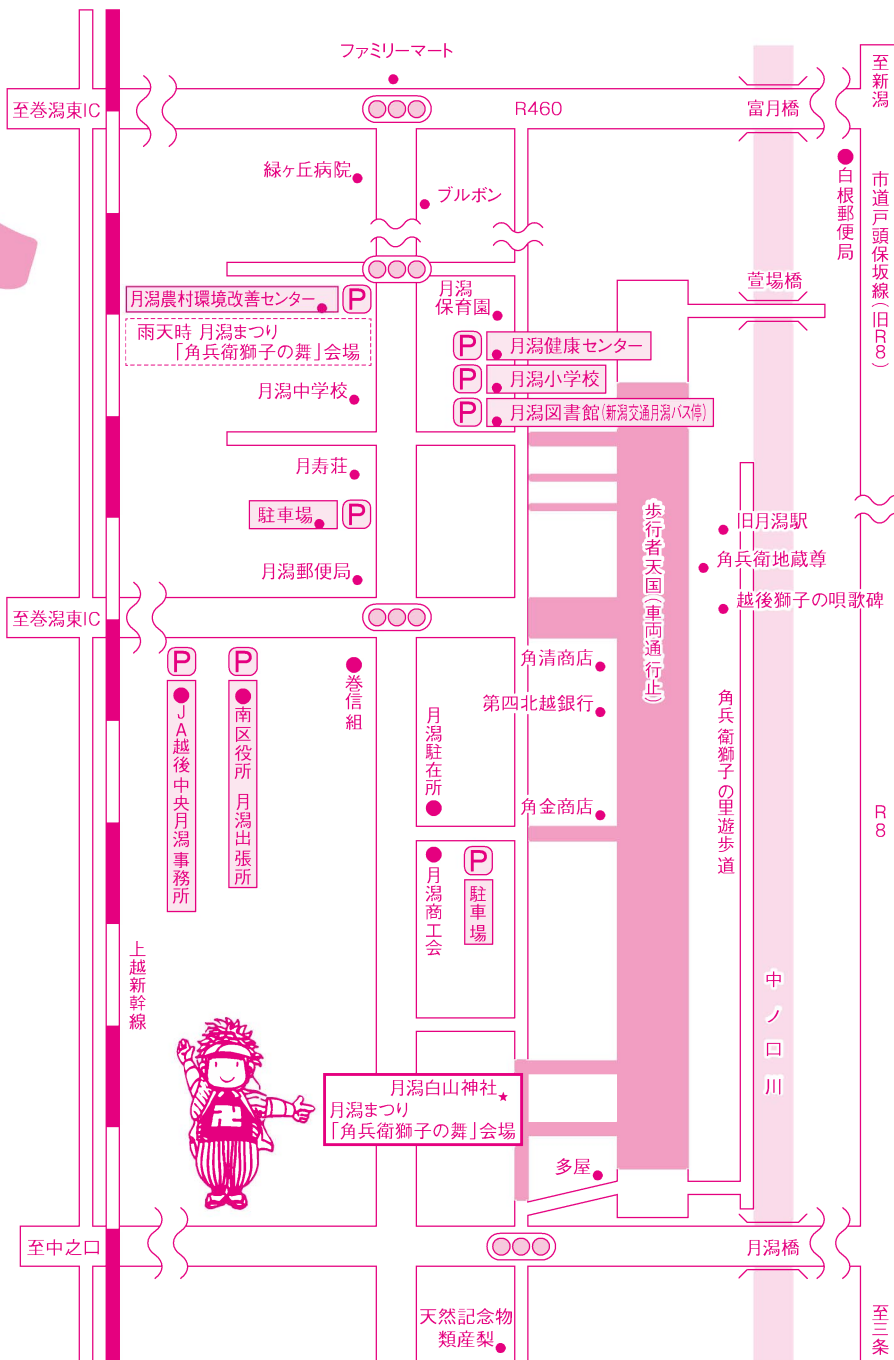 ファミリーマート
至巻潟東IC
R460
富月橋
至新潟
緑ヶ丘病院
ブルボン
白根郵便局
市道戸頭保坂線(旧R8)
萱場橋
月潟農村環境改善センター
P
雨天時 月潟まつり
「角兵衛獅子の舞」会場
月潟
保育園
P
月潟健康センター
P
月潟小学校
P
月潟図書館(新潟交通月潟バス停)
月潟中学校
月寿荘
駐車場
P
月潟郵便局
歩行者天国(車両通行止)
旧月潟駅
角兵衛地蔵尊
越後獅子の唄歌碑
至巻潟東IC
P
JA越後中央月潟事務所
P
南区役所 月潟出張所
巻信組
月潟駐在所
角清商店
第四北越銀行
角金商店
角兵衛獅子の里遊歩道
R8
月潟商工会
P
駐車場
上越新幹線
中ノ口川
月潟白山神社
月潟まつり
「角兵衛獅子の舞」会場
多屋
至中之口
月潟橋
天然記念物
類産梨
至三条